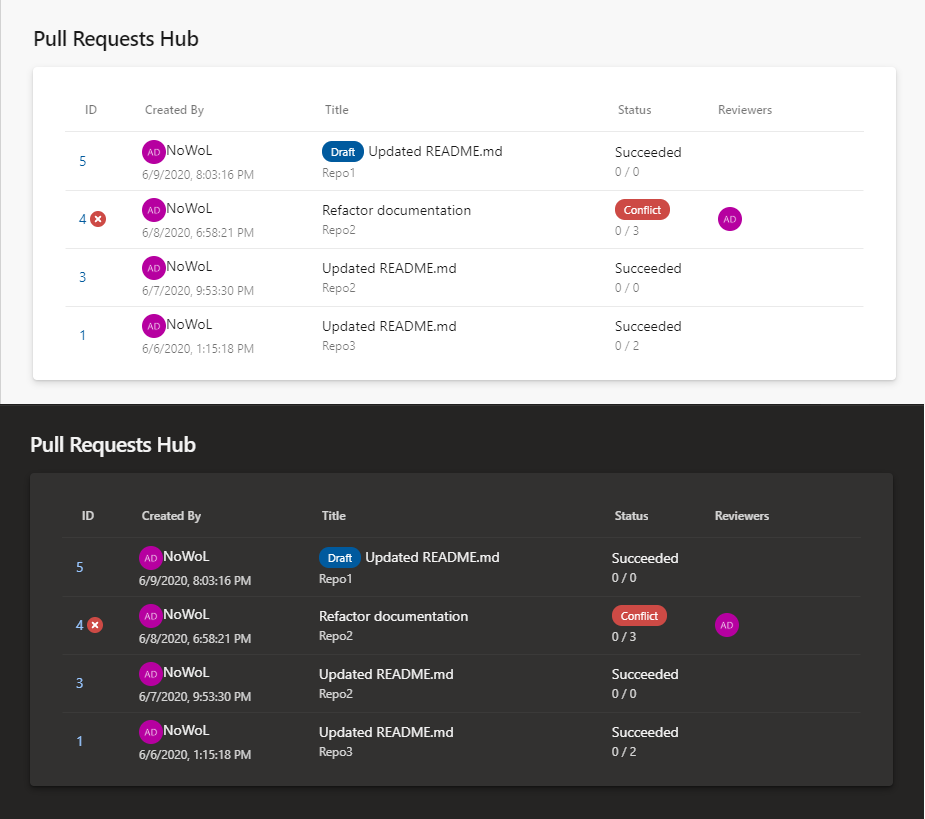 Pull Requests Hub
ID Created By Title Status Reviewers
5 AD NoWoL Draft Updated README.md Succeeded
6/9/2020, 8:03:16 PM Repo1 0 / 0
4 AD NoWoL Refactor documentation Conflict AD
6/8/2020, 6:58:21 PM Repo2 0 / 3
3 AD NoWoL Updated README.md Succeeded
6/7/2020, 9:53:30 PM Repo2 0 / 0
1 AD NoWoL Updated README.md Succeeded
6/6/2020, 1:15:18 PM Repo3 0 / 2
Pull Requests Hub
ID Created By Title Status Reviewers
5 AD NoWoL Draft Updated README.md Succeeded
6/9/2020, 8:03:16 PM Repo1 0 / 0
4 AD NoWoL Refactor documentation Conflict AD
6/8/2020, 6:58:21 PM Repo2 0 / 3
3 AD NoWoL Updated README.md Succeeded
6/7/2020, 9:53:30 PM Repo2 0 / 0
1 AD NoWoL Updated README.md Succeeded
6/6/2020, 1:15:18 PM Repo3 0 / 2